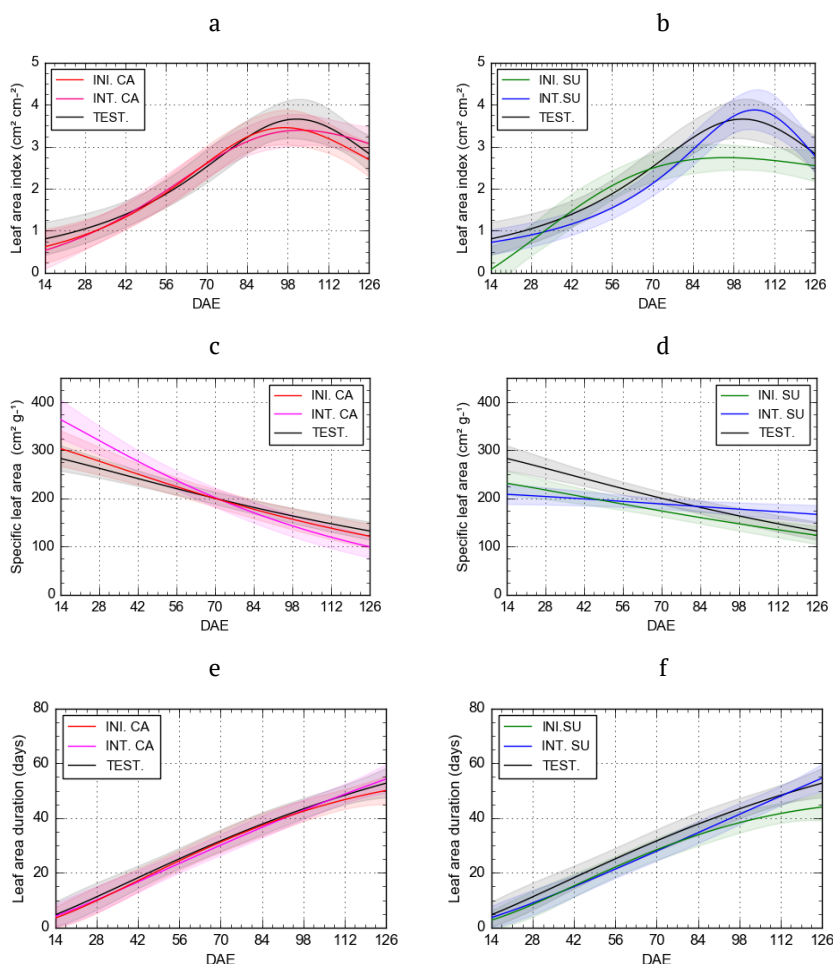 a
b
5
4
3
2
1
0
Leaf area index (cm² cm-²)
INI. CA
INT. CA
TEST.
14 28 42 56 70 84 98 112 126
DAE
5
4
3
2
1
0
Leaf area index (cm² cm-²)
INI. SU
INT.SU
TEST.
14 28 42 56 70 84 98 112 126
DAE
c
d
400
300
200
100
0
Specific leaf area (cm² g-¹)
INI. CA
INT. CA
TEST.
14 28 42 56 70 84 98 112 126
DAE
400
300
200
100
0
Specific leaf area (cm² g-¹)
INI. SU
INT. SU
TEST.
14 28 42 56 70 84 98 112 126
DAE
e
f
80
60
40
20
0
Leaf area duration (days)
INI. CA
INT. CA
TEST.
14 28 42 56 70 84 98 112 126
DAE
80
60
40
20
0
Leaf area duration (days)
INI.SU
INT. SU
TEST.
14 28 42 56 70 84 98 112 126
DAE